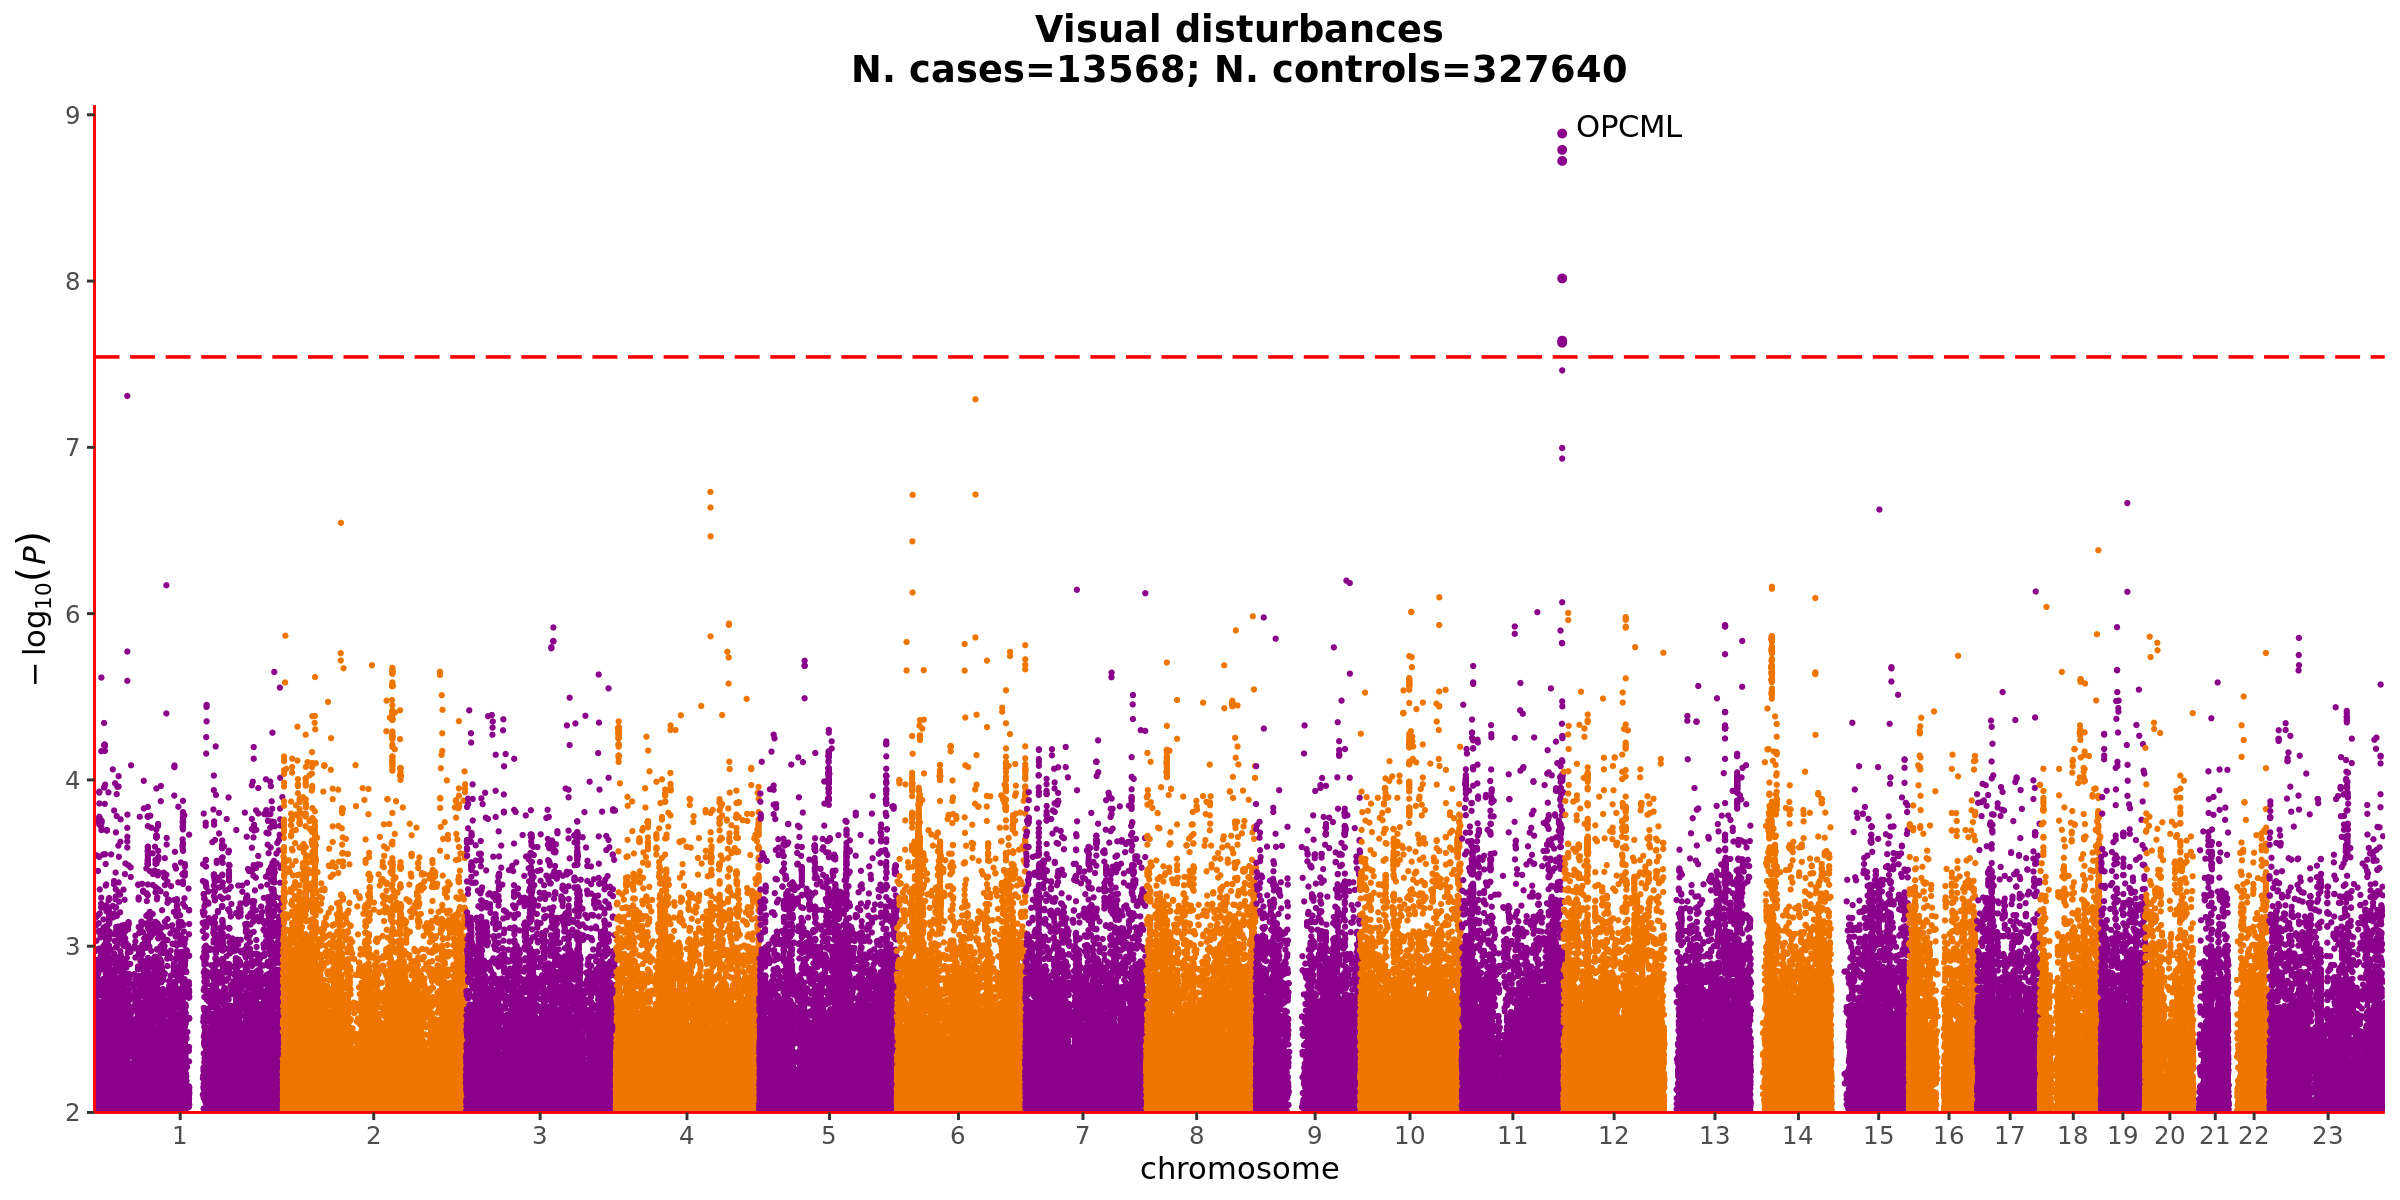 Visual disturbances
N. cases=13568; N. controls=327640
9
OPCML
8
7
6
4
3
2
−log₁₀(P)
1 2 3 4 5 6 7 8 9 10 11 12 13 14 15 16 17 18 19 20 21 22 23
chromosome